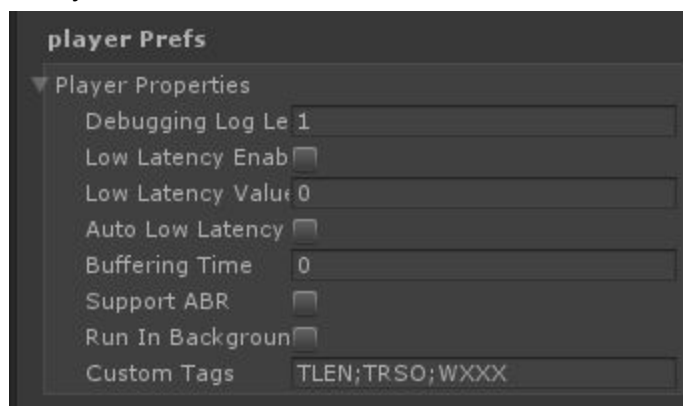 player Prefs
Player Properties
Debugging Log Le 1
Low Latency Enab
Low Latency Value 0
Auto Low Latency
Buffering Time 0
Support ABR
Run In Backgroun
Custom Tags TLEN;TRSO;WXXX